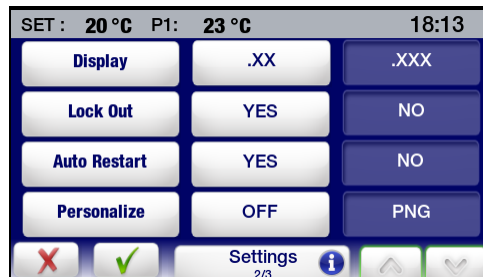 SET : 20 °C P1: 23 °C 18:13
Display .XX .XXX
Lock Out YES NO
Auto Restart YES NO
Personalize OFF PNG
Settings
2/3